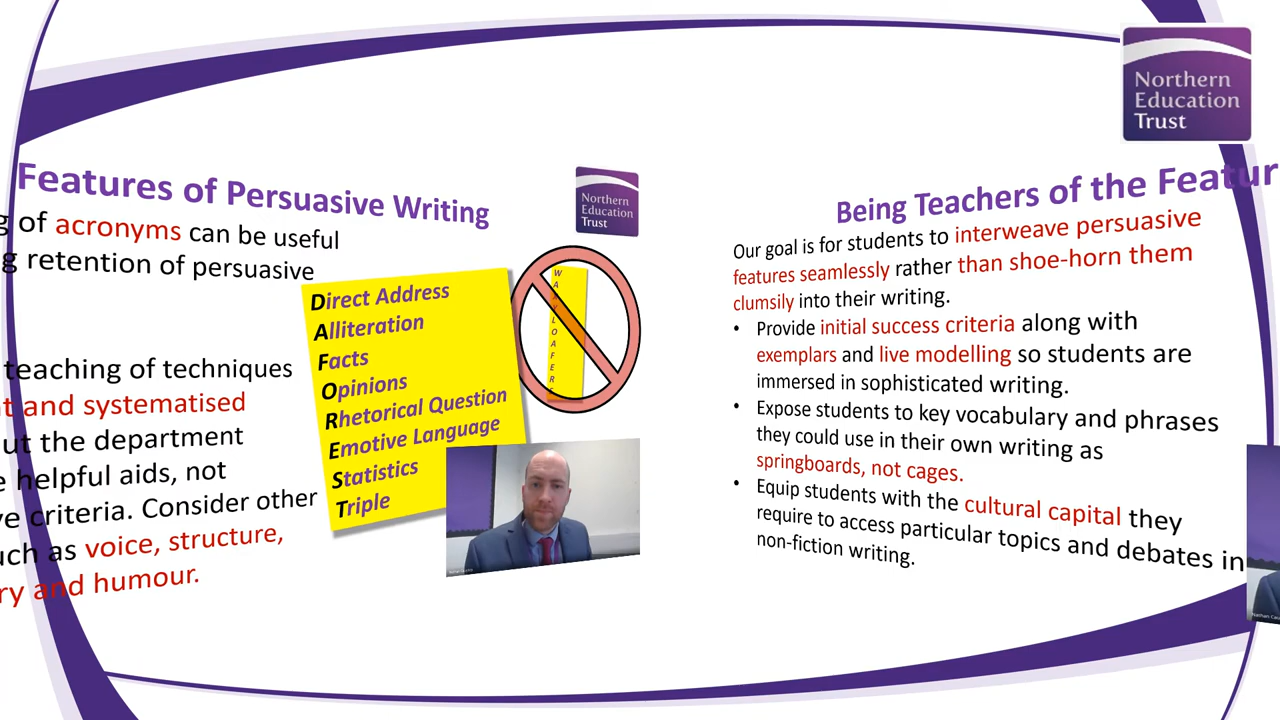 Northern
Education
Trust
Features of Persuasive Writing
of acronyms can be useful
retention of persuasive
teaching of techniques
and systematised
the department
helpful aids, not
criteria. Consider other
as voice, structure,
and humour.
Northern
Education
Trust
Direct Address
Alliteration
Facts
Opinions
Rhetorical Question
Emotive Language
Statistics
Triple
Being Teachers of the Featur
Our goal is for students to interweave persuasive
features seamlessly rather than shoe-horn them
clumsily into their writing.
• Provide initial success criteria along with
exemplars and live modelling so students are
immersed in sophisticated writing.
• Expose students to key vocabulary and phrases
they could use in their own writing as
springboards, not cages.
• Equip students with the cultural capital they
require to access particular topics and debates in
non-fiction writing.